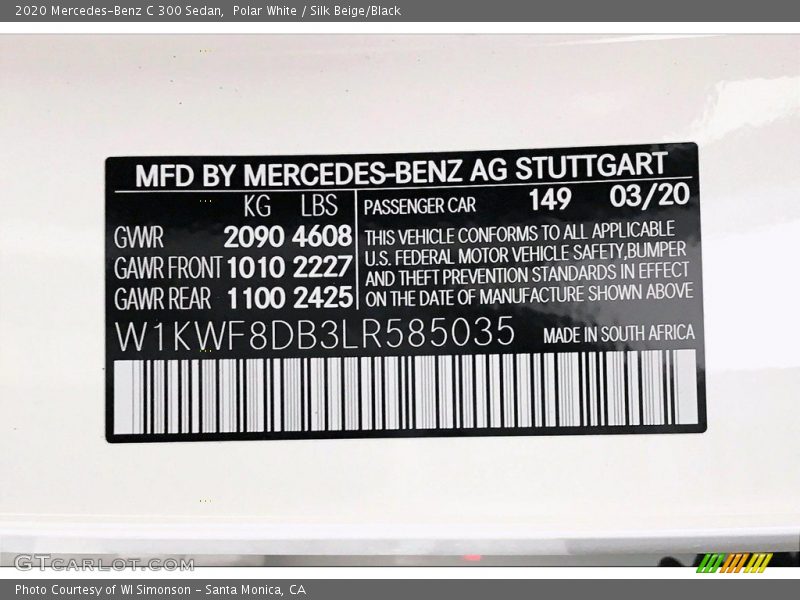 2020 Mercedes-Benz C 300 Sedan,  Polar White / Silk Beige/Black
MFD BY MERCEDES-BENZ AG STUTTGART
KG LBS
GWR 2090 4608
GAWR FRONT 1010 2227
GAWR REAR 1100 2425
PASSENGER CAR 149 03/20
THIS VEHICLE CONFORMS TO ALL APPLICABLE
U.S. FEDERAL MOTOR VEHICLE SAFETY,BUMPER
AND THEFT PREVENTION STANDARDS IN EFFECT
ON THE DATE OF MANUFACTURE SHOWN ABOVE
W1KWF8DB3LR585035 MADE IN SOUTH AFRICA
GTCARLOT.COM
Photo Courtesy of WI Simonson - Santa Monica, CA